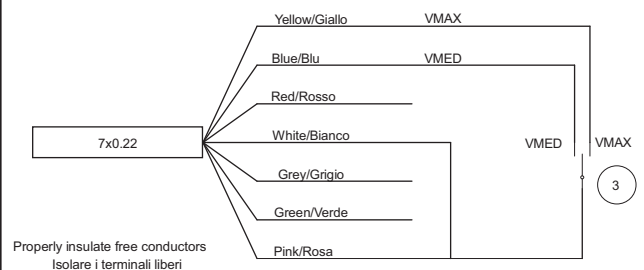 Yellow/Giallo VMAX
Blue/Blu VMED
Red/Rosso
White/Bianco
7x0.22
VMED VMAX
Grey/Grigio
3
Green/Verde
Properly insulate free conductors
Pink/Rosa
Isolare i terminali liberi